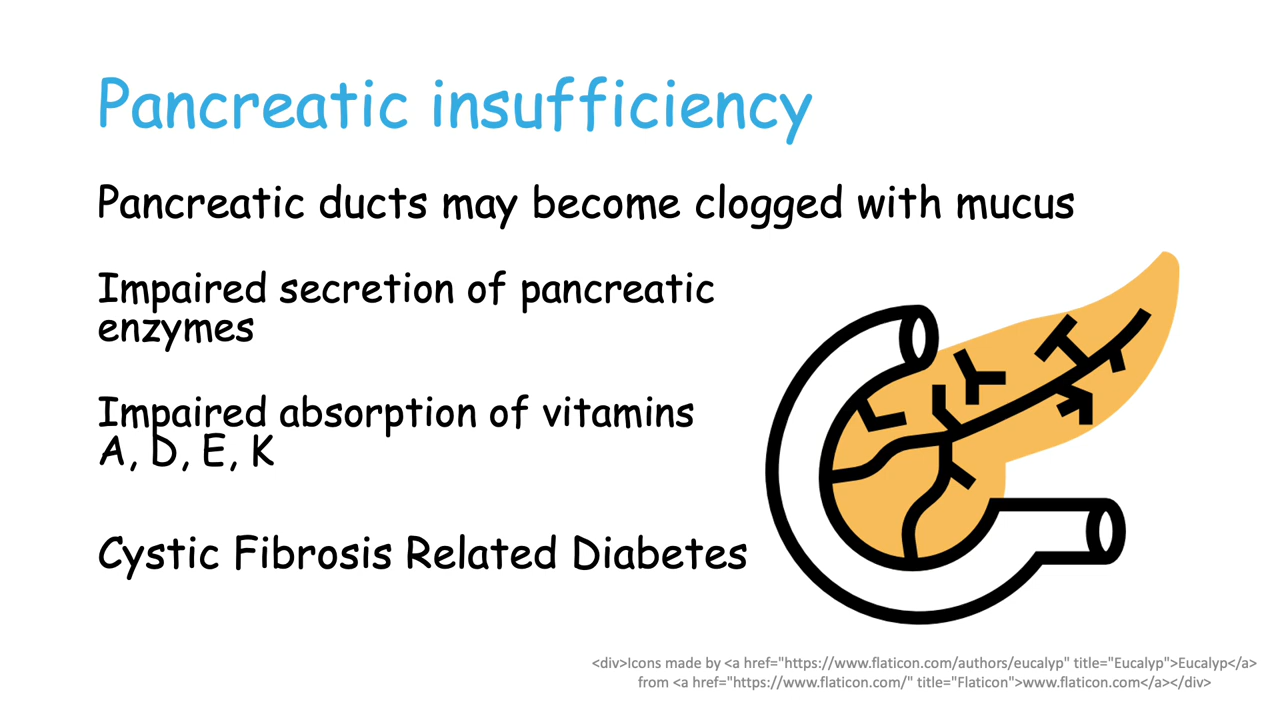 Pancreatic insufficiency
Pancreatic ducts may become clogged with mucus
Impaired secretion of pancreatic
enzymes
Impaired absorption of vitamins
A, D, E, K
Cystic Fibrosis Related Diabetes
<div>Icons made by <a href="https://www.flaticon.com/authors/eucalyp" title="Eucalyp">Eucalyp</a>
from <a href="https://www.flaticon.com/" title="Flaticon">www.flaticon.com</a></div>